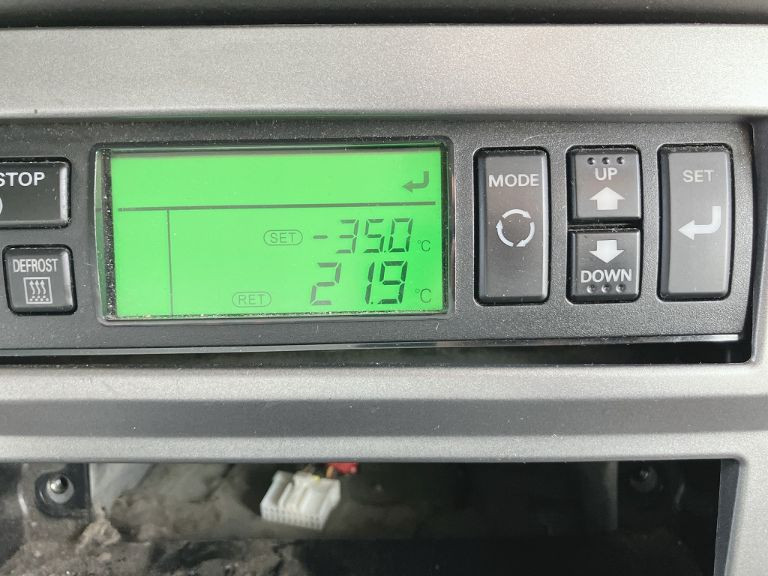 STOP
DEFROST
SET -35.0 °C
RET 21.9 °C
MODE
UP
DOWN
SET